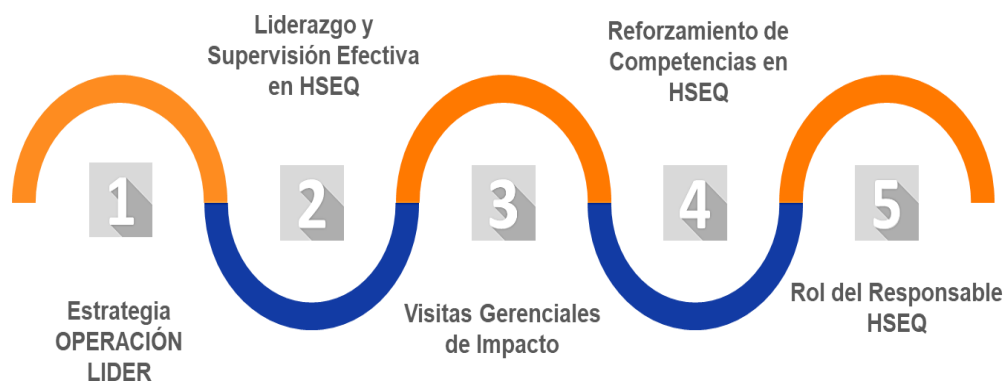 1
Estrategia
OPERACIÓN
LIDER
Liderazgo y
Supervisión Efectiva
en HSEQ
2
3
Visitas Gerenciales
de Impacto
Reforzamiento de
Competencias en
HSEQ
4
5
Rol del Responsable
HSEQ